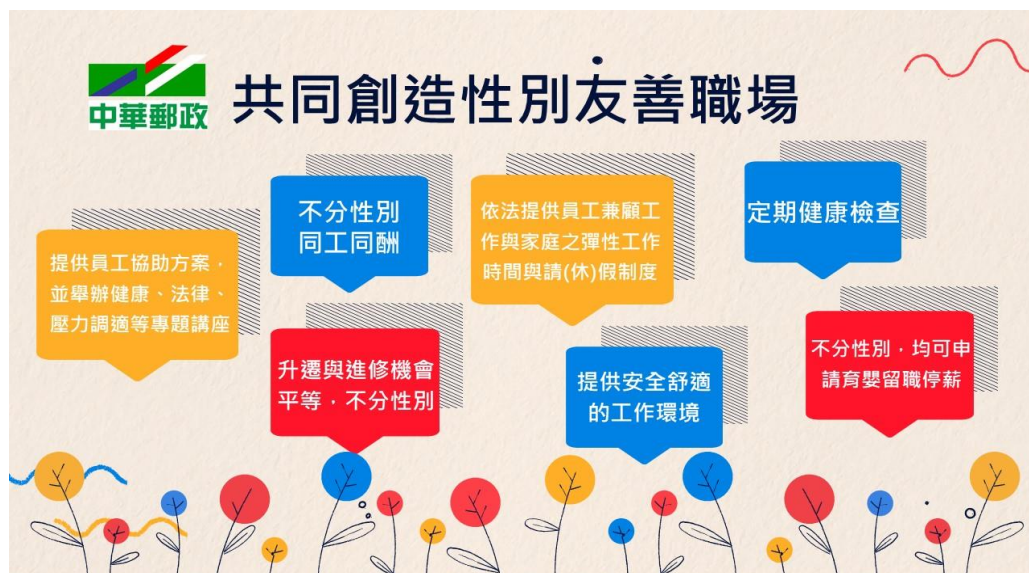 中華郵政
共同創造性別友善職場
提供員工協助方案，
並舉辦健康、法律、
壓力調適等專題講座
不分性別
同工同酬
依法提供員工兼顧工
作與家庭之彈性工作
時間與請(休)假制度
定期健康檢查
升遷與進修機會
平等，不分性別
提供安全舒適
的工作環境
不分性別，均可申
請育嬰留職停薪